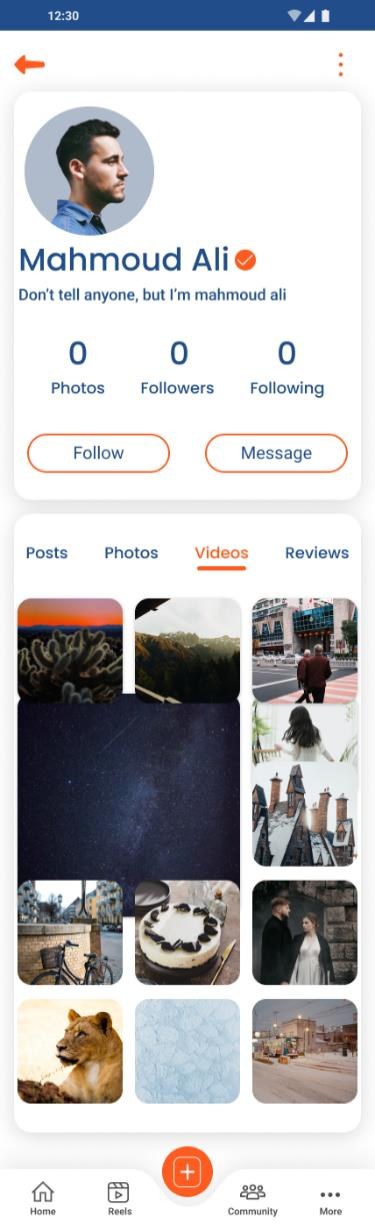 12:30
Mahmoud Ali
Don't tell anyone, but I'm mahmoud ali
0 0 0
Photos Followers Following
Follow Message
Posts Photos Videos Reviews
Home Reels Community More